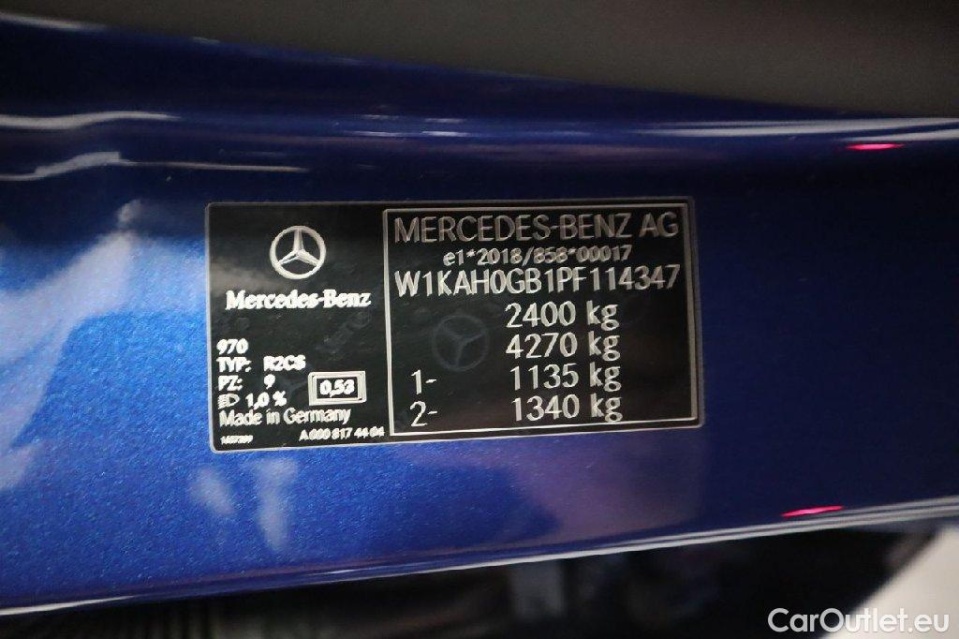 Mercedes-Benz
970
TYP: R2CS
PZ: 9
1,0 %
0,53
Made in Germany
A 000 817 44 04
MERCEDES-BENZ AG
e1*2018/858*00017
W1KAH0GB1PF114347
2400 kg
4270 kg
1- 1135 kg
2- 1340 kg
CarOutlet.eu